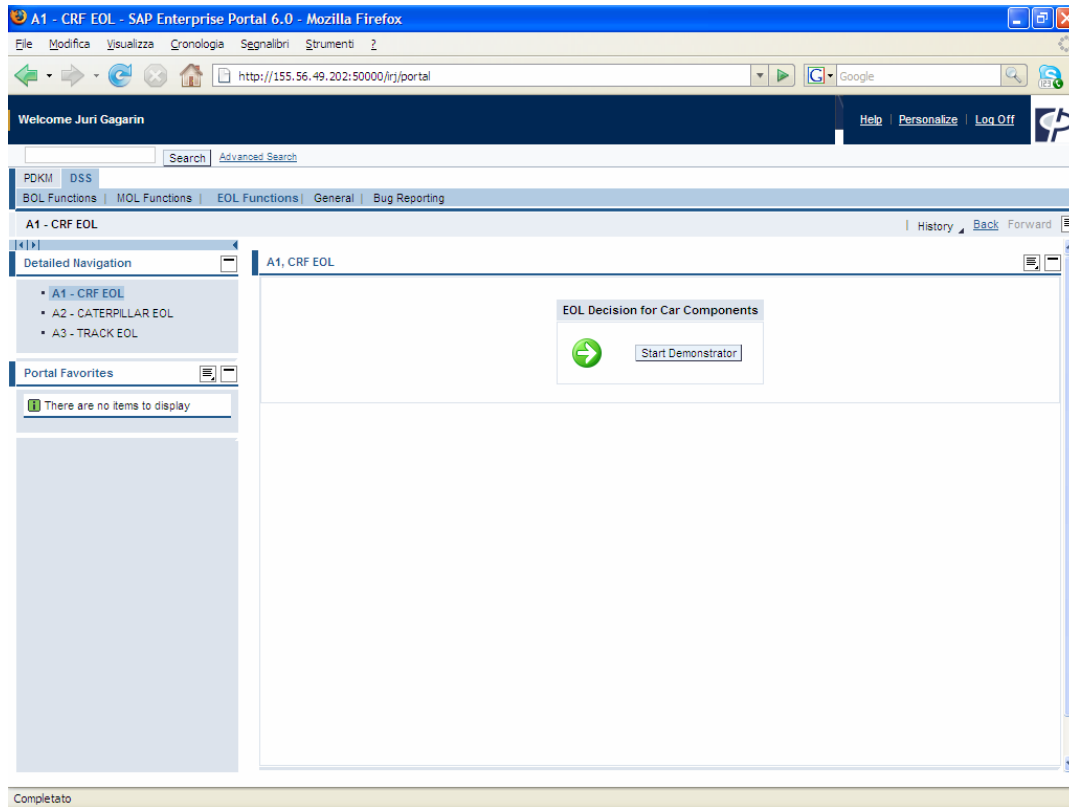 A1 - CRF EOL - SAP Enterprise Portal 6.0 - Mozilla Firefox
File Modifica Visualizza Cronologia Segnalibri Strumenti ?
http://155.56.49.202:50000/irj/portal G Google
Welcome Juri Gagarin Help | Personalize | Log Off
Search Advanced Search
PDKM DSS
BOL Functions | MOL Functions | EOL Functions | General | Bug Reporting
A1 - CRF EOL | History Back Forward
Detailed Navigation A1, CRF EOL
A1 - CRF EOL
A2 - CATERPILLAR EOL
A3 - TRACK EOL
EOL Decision for Car Components
Start Demonstrator
Portal Favorites
There are no items to display
Completato